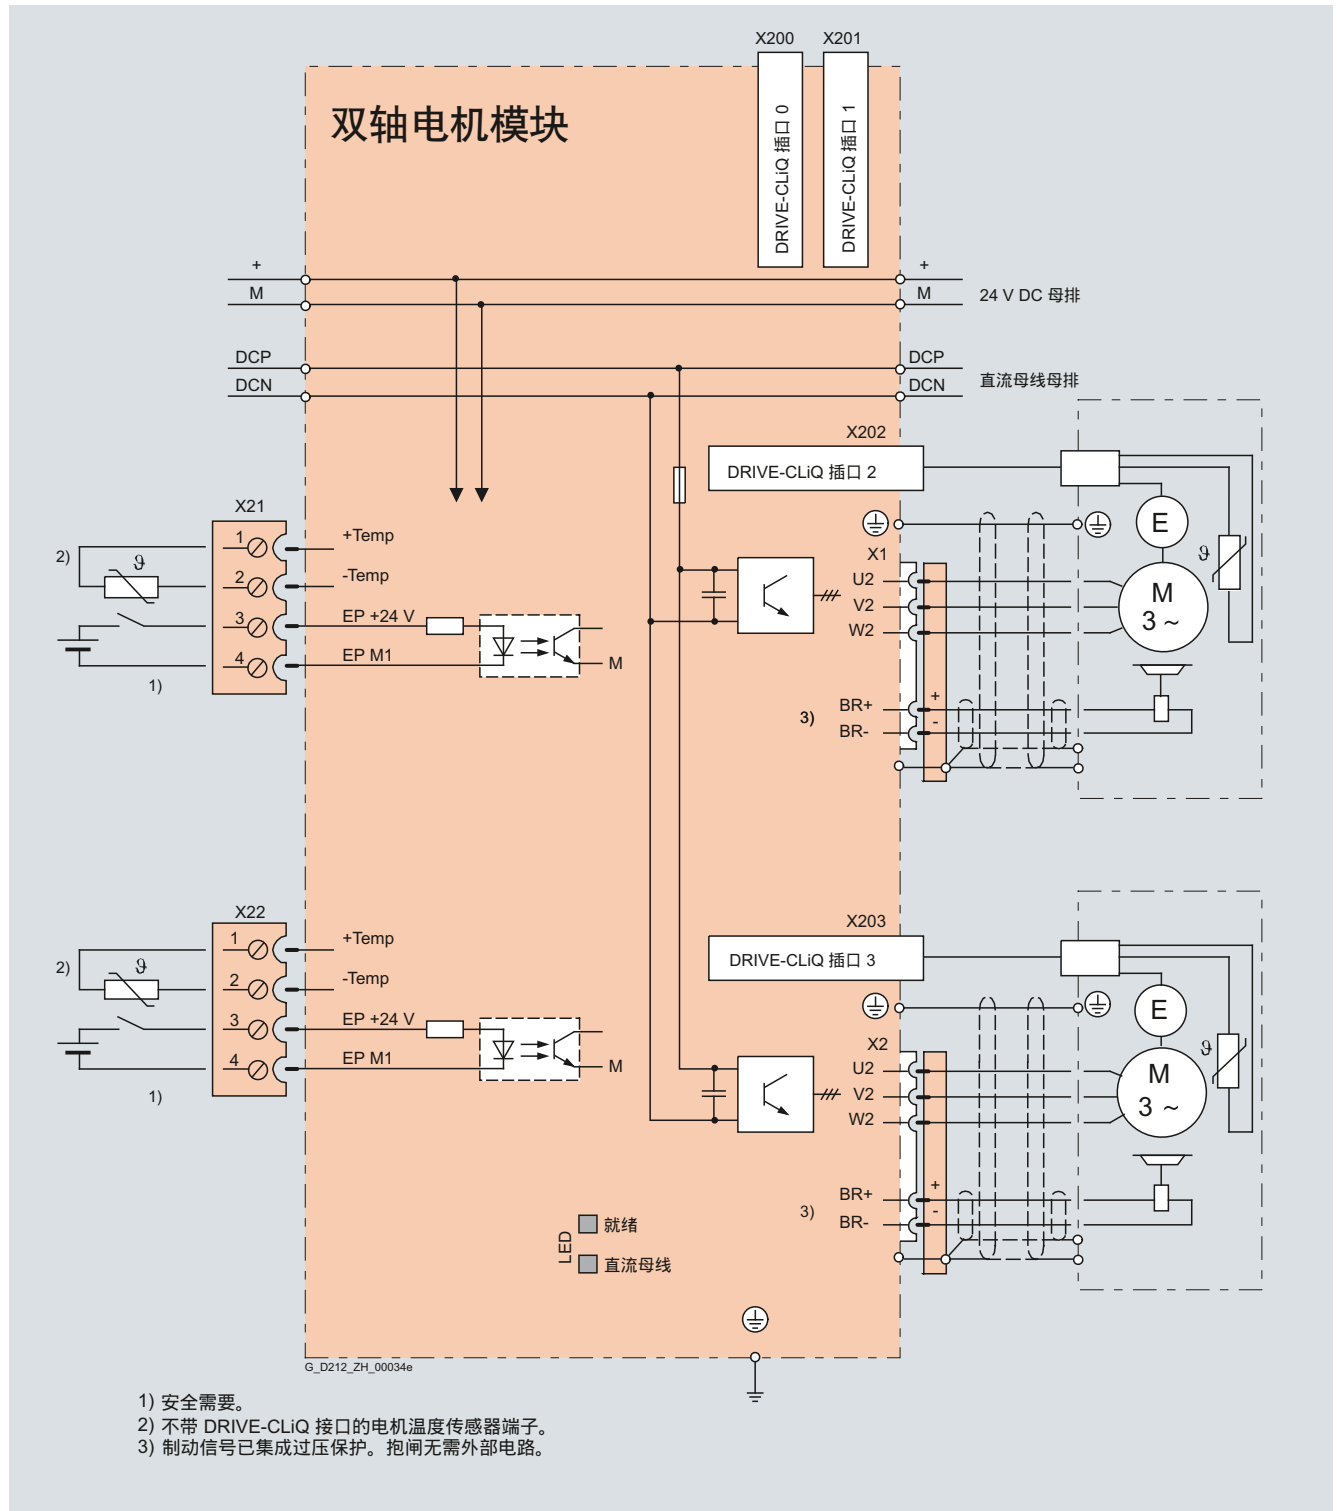 X200 X201
双轴电机模块
DRIVE-CLiQ 插口 0
DRIVE-CLiQ 插口 1
+ +
M M 24 V DC 母排
DCP DCP
DCN DCN 直流母线母排
X202
DRIVE-CLiQ 插口 2
X21
1 +Temp
2) ϑ
2 -Temp
3 EP +24 V
4 EP M1 M
1)
E
X1
ϑ
U2
V2
W2
M
3 ~
3) BR+ +
BR- -
X22
1 +Temp
2) ϑ
2 -Temp
3 EP +24 V
4 EP M1 M
1)
X203
DRIVE-CLiQ 插口 3
E
X2
ϑ
U2
V2
W2
M
3 ~
3) BR+ +
BR- -
LED
就绪
直流母线
G_D212_ZH_00034e
1) 安全需要。
2) 不带 DRIVE-CLiQ 接口的电机温度传感器端子。
3) 制动信号已集成过压保护。抱闸无需外部电路。